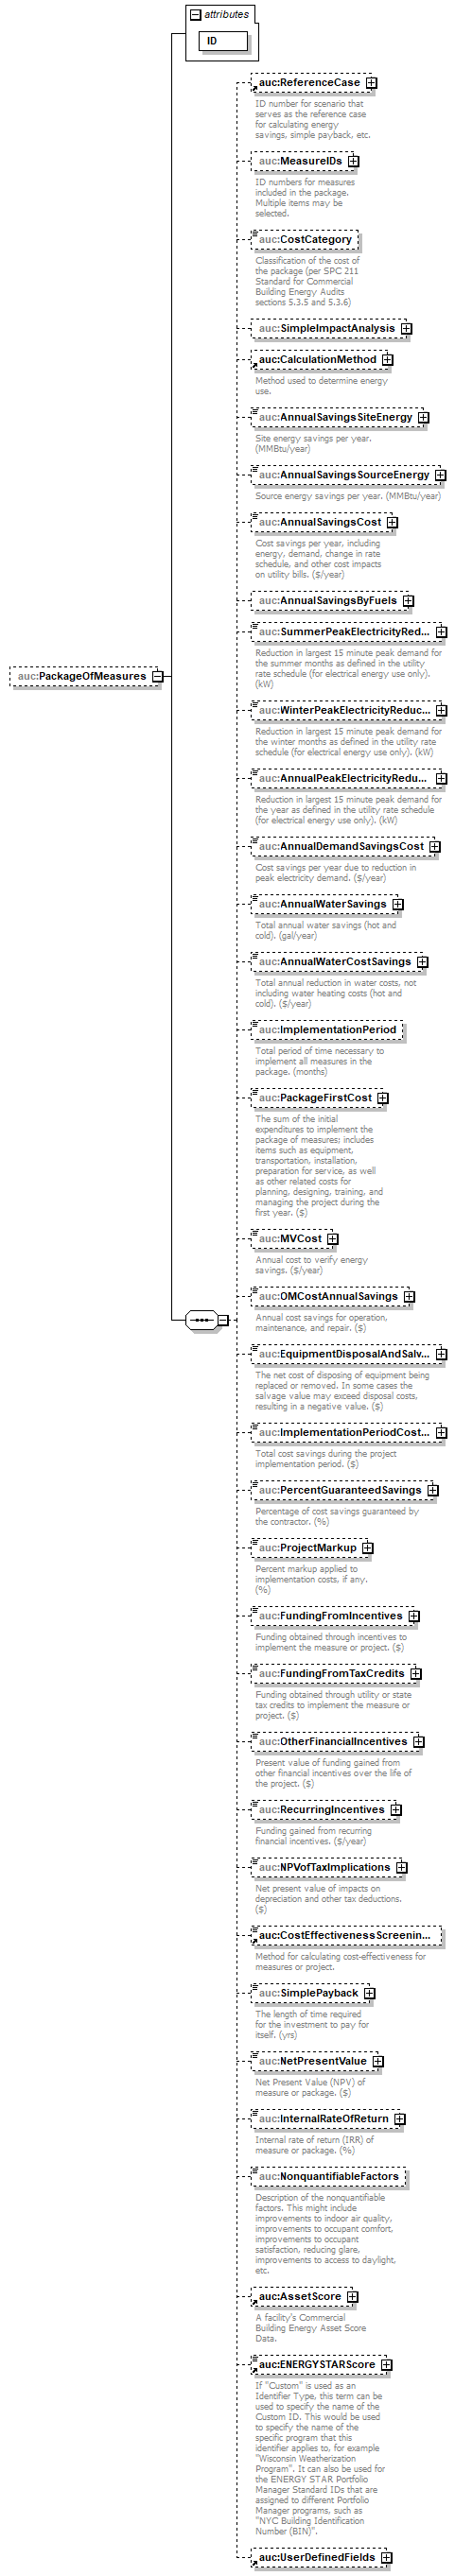 attributes
ID
auc:ReferenceCase
ID number for scenario that
serves as the reference case
for calculating energy
savings, simple payback, etc.
auc:MeasureIDs
ID numbers for measures
included in the package.
Multiple items may be
selected.
auc:CostCategory
Classification of the cost of
the package (per SPC 211
Standard for Commercial
Building Energy Audits
sections 5.3.5 and 5.3.6)
auc:SimpleImpactAnalysis
auc:CalculationMethod
Method used to determine energy
use.
auc:AnnualSavingsSiteEnergy
Site energy savings per year.
(MMBtu/year)
auc:AnnualSavingsSourceEnergy
Source energy savings per year. (MMBtu/year)
auc:AnnualSavingsCost
Cost savings per year, including
energy, demand, change in rate
schedule, and other cost impacts
on utility bills. ($/year)
auc:AnnualSavingsByFuels
auc:SummerPeakElectricityRed...
Reduction in largest 15 minute peak demand for
the summer months as defined in the utility
rate schedule (for electrical energy use only).
(kW)
auc:PackageOfMeasures
auc:WinterPeakElectricityReduc...
Reduction in largest 15 minute peak demand for
the winter months as defined in the utility rate
schedule (for electrical energy use only). (kW)
auc:AnnualPeakElectricityRedu...
Reduction in largest 15 minute peak demand for
the year as defined in the utility rate schedule
(for electrical energy use only). (kW)
auc:AnnualDemandSavingsCost
Cost savings per year due to reduction in
peak electricity demand. ($/year)
auc:AnnualWaterSavings
Total annual water savings (hot and
cold). (gal/year)
auc:AnnualWaterCostSavings
Total annual reduction in water costs, not
including water heating costs (hot and
cold). ($/year)
auc:ImplementationPeriod
Total period of time necessary to
implement all measures in the
package. (months)
auc:PackageFirstCost
The sum of the initial
expenditures to implement the
package of measures; includes
items such as equipment,
transportation, installation,
preparation for service, as well
as other related costs for
planning, designing, training, and
managing the project during the
first year. ($)
auc:MVCost
Annual cost to verify energy
savings. ($/year)
auc:OMCostAnnualSavings
Annual cost savings for operation,
maintenance, and repair. ($)
auc:EquipmentDisposalAndSalv...
The net cost of disposing of equipment being
replaced or removed. In some cases the
salvage value may exceed disposal costs,
resulting in a negative value. ($)
auc:ImplementationPeriodCost...
Total cost savings during the project
implementation period. ($)
auc:PercentGuaranteedSavings
Percentage of cost savings guaranteed by
the contractor. (%)
auc:ProjectMarkup
Percent markup applied to
implementation costs, if any.
(%)
auc:FundingFromIncentives
Funding obtained through incentives to
implement the measure or project. ($)
auc:FundingFromTaxCredits
Funding obtained through utility or state
tax credits to implement the measure or
project. ($)
auc:OtherFinancialIncentives
Present value of funding gained from
other financial incentives over the life of
the project. ($)
auc:RecurringIncentives
Funding gained from recurring
financial incentives. ($/year)
auc:NPVofTaxImplications
Net present value of impacts on
depreciation and other tax deductions.
($)
auc:CostEffectivenessScreenin...
Method for calculating cost-effectiveness for
measures or project.
auc:SimplePayback
The length of time required
for the investment to pay for
itself. (yrs)
auc:NetPresentValue
Net Present Value (NPV) of
measure or package. ($)
auc:InternalRateOfReturn
Internal rate of return (IRR) of
measure or package. (%)
auc:NonquantifiableFactors
Description of the nonquantifiable
factors. This might include
improvements to indoor air quality,
improvements to occupant comfort,
improvements to occupant
satisfaction, reducing glare,
improvements to access to daylight,
etc.
auc:AssetScore
A facility's Commercial
Building Energy Asset Score
Data.
auc:ENERGYSTARScore
If "Custom" is used as an
Identifier Type, this term can be
used to specify the name of the
Custom ID. This would be used
to specify the name of the
specific program that this
identifier applies to, for example
"Wisconsin Weatherization
Program". It can also be used for
the ENERGY STAR Portfolio
Manager Standard IDs that are
assigned to different Portfolio
Manager programs, such as
"NYC Building Identification
Number (BIN)".
auc:UserDefinedFields